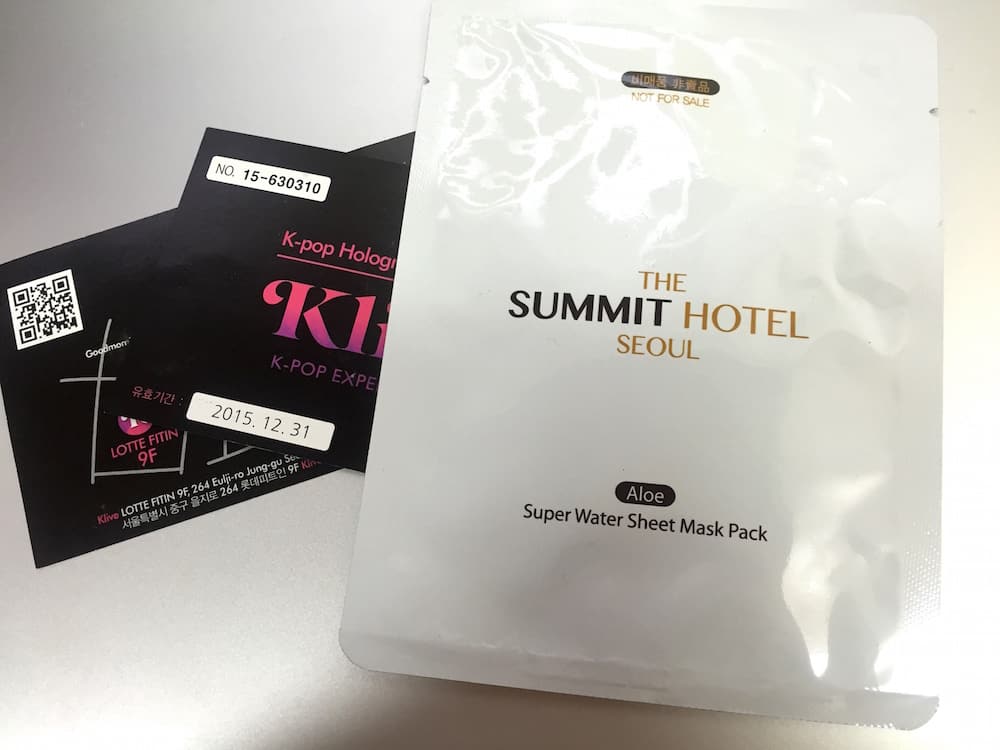 비매품 非賣品
NOT FOR SALE
THE
SUMMIT HOTEL
SEOUL
Aloe
Super Water Sheet Mask Pack
NO. 15-630310
K-pop Hologr
Kli
K-POP EXPE
유효기간 :
2015. 12. 31
Goodmorn
LOTTE FITIN
9F
Klive LOTTE FITIN 9F, 264 Eulji-ro Jung-gu Se
서울특별시 중구 을지로 264 롯데피트인 9F Kli